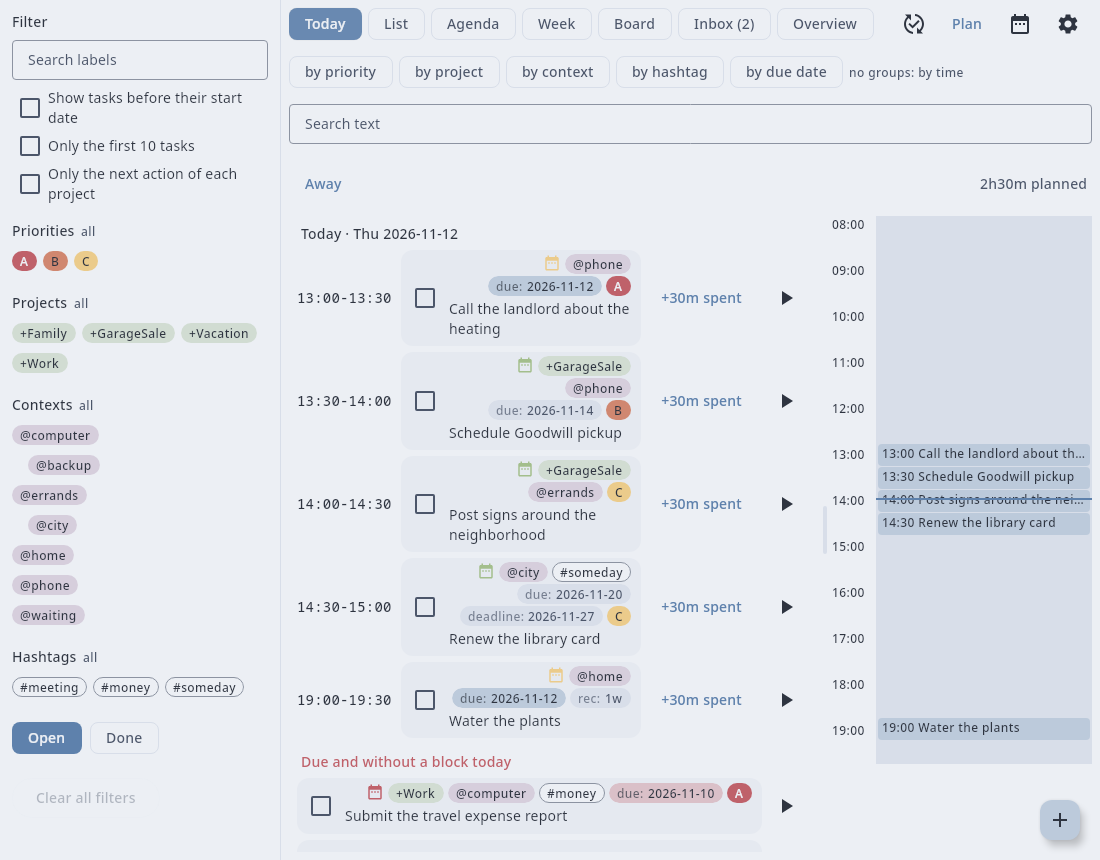 Filter
Search labels
Show tasks before their start
date
Only the first 10 tasks
Only the next action of each
project
Priorities all
A B C
Projects all
+Family +GarageSale +Vacation
+Work
Contexts all
@computer
@backup
@errands
@city
@home
@phone
@waiting
Hashtags all
#meeting #money #someday
Open Done
Clear all filters
Today List Agenda Week Board Inbox (2) Overview Plan
by priority by project by context by hashtag by due date no groups: by time
Search text
Away 2h30m planned
Today · Thu 2026-11-12
@phone
due: 2026-11-12 A
13:00-13:30 Call the landlord about the
heating
+30m spent
+GarageSale
@phone
due: 2026-11-14 B
13:30-14:00 Schedule Goodwill pickup
+30m spent
+GarageSale
@errands C
14:00-14:30 Post signs around the
neighborhood
+30m spent
@city #someday
due: 2026-11-20
deadline: 2026-11-27 C
14:30-15:00 Renew the library card
+30m spent
@home
due: 2026-11-12 rec: 1w
19:00-19:30 Water the plants
+30m spent
Due and without a block today
+Work @computer #money due: 2026-11-10 A
Submit the travel expense report
08:00
09:00
10:00
11:00
12:00
13:00
14:00
15:00
16:00
17:00
18:00
19:00
13:00 Call the landlord about th…
13:30 Schedule Goodwill pickup
14:00 Post signs around the nei…
14:30 Renew the library card
19:00 Water the plants